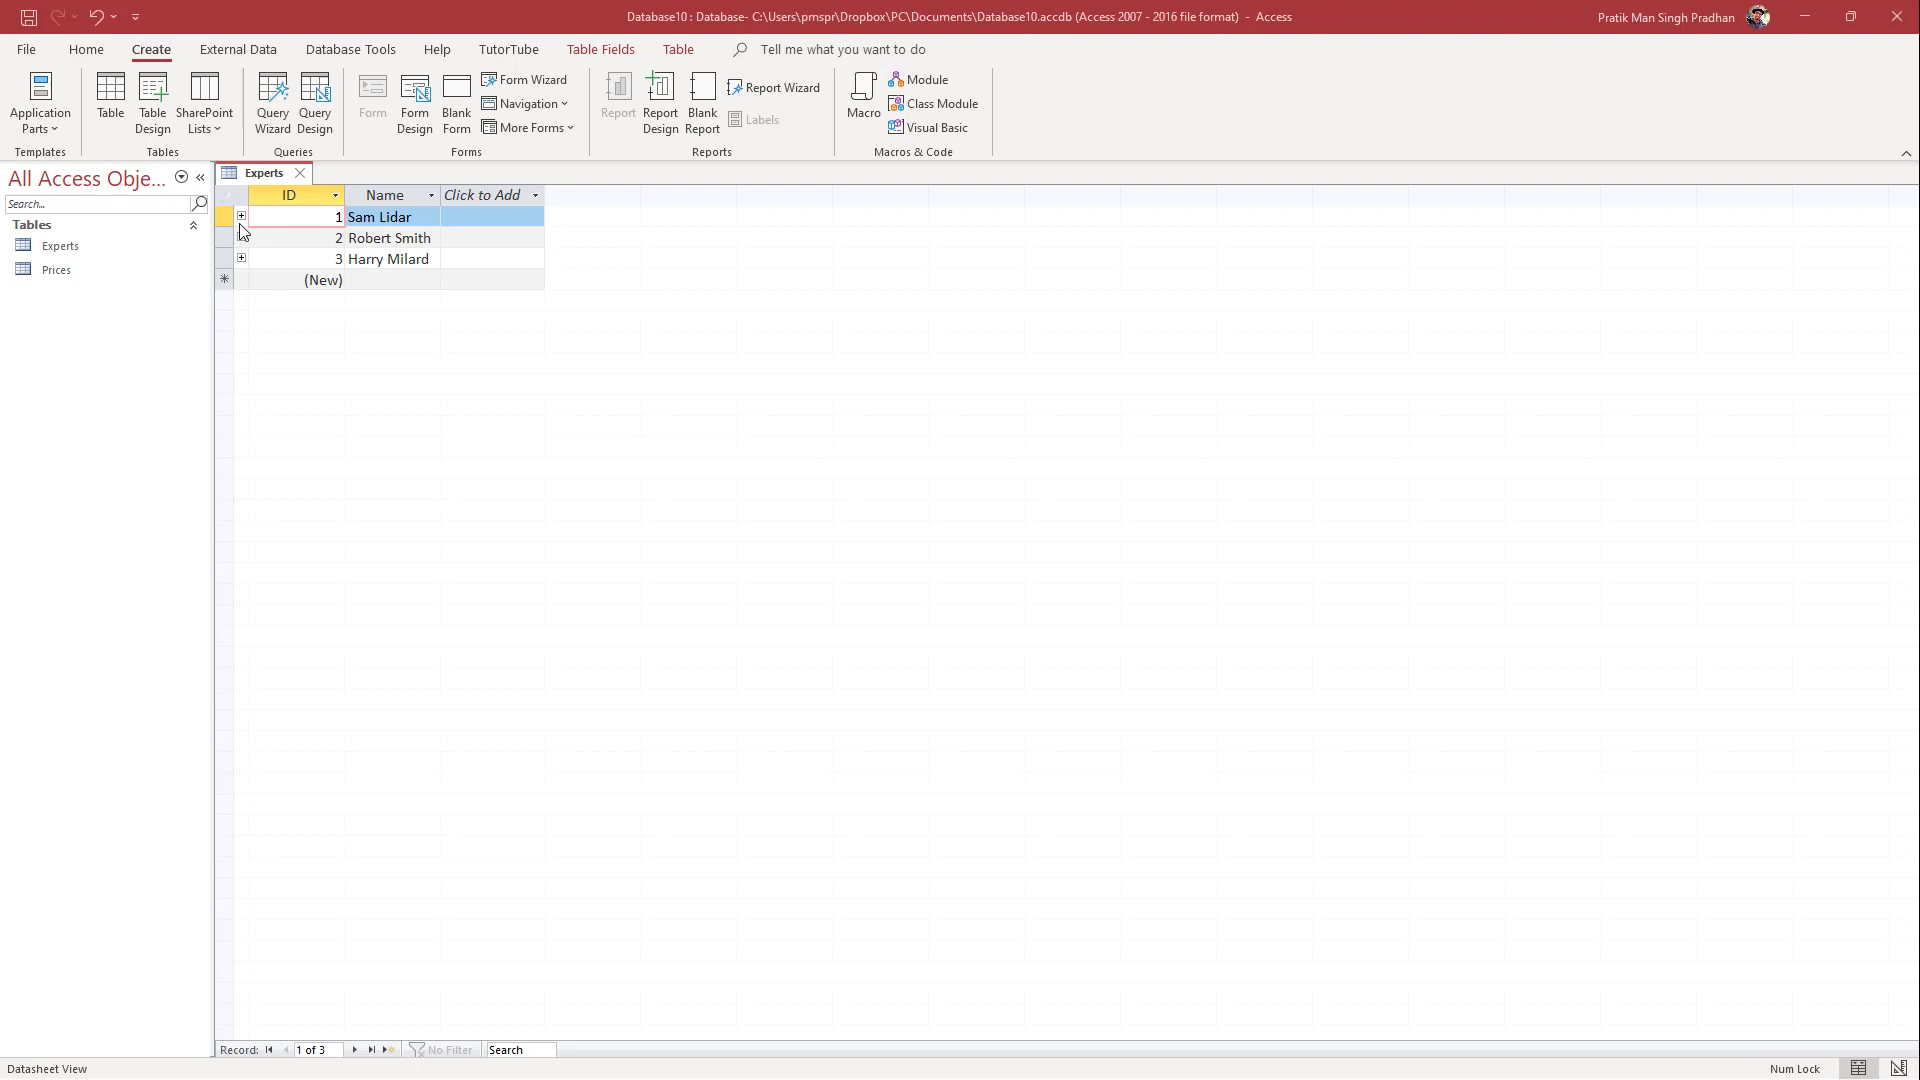 Database10 : Database- C:\Users\pmspr\Dropbox\PC\Documents\Database10.accdb (Access 2007 - 2016 file format) - Access
Pratik Man Singh Pradhan
File Home Create External Data Database Tools Help TutorTube Table Fields Table Tell me what you want to do
Application Parts
Table
Table Design
SharePoint Lists
Query Wizard
Query Design
Form
Form Design
Blank Form
Form Wizard
Navigation
More Forms
Report
Report Design
Blank Report
Report Wizard
Labels
Macro
Module
Class Module
Visual Basic
Templates Tables Queries Forms Reports Macros & Code
All Access Obje...
Search...
Tables
Experts
Prices
Experts
ID Name Click to Add
1 Sam Lidar
2 Robert Smith
3 Harry Milard
(New)
Record: 1 of 3 No Filter Search
Datasheet View Num Lock